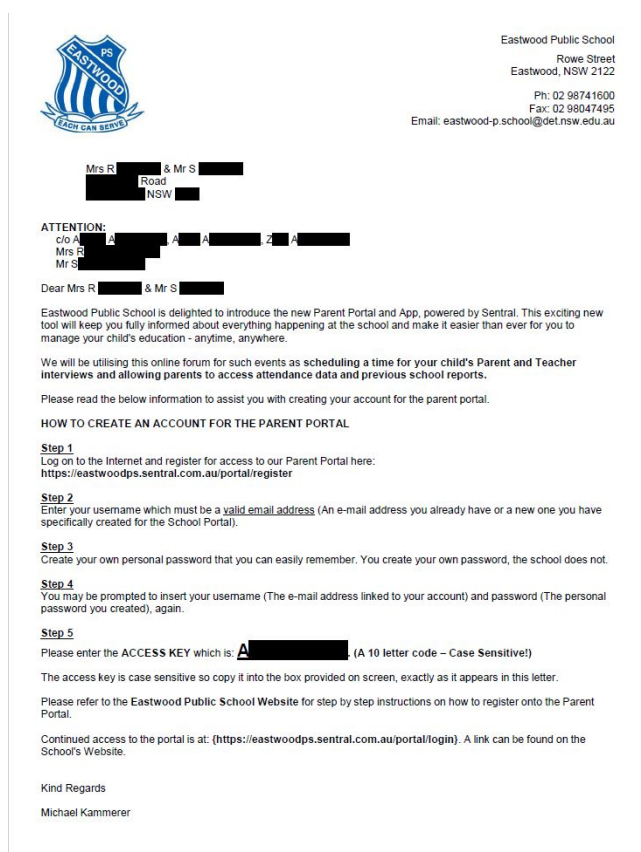 PS
EASTWOOD
EACH CAN SERVE
Eastwood Public School
Rowe Street
Eastwood, NSW 2122
Ph: 02 98741600
Fax: 02 98047495
Email: eastwood-p.school@det.nsw.edu.au
Mrs R & Mr S
Road
NSW
ATTENTION:
c/o A A , A A , Z A
Mrs R
Mr S
Dear Mrs R & Mr S
Eastwood Public School is delighted to introduce the new Parent Portal and App, powered by Sentral. This exciting new
tool will keep you fully informed about everything happening at the school and make it easier than ever for you to
manage your child's education - anytime, anywhere.
We will be utilising this online forum for such events as scheduling a time for your child's Parent and Teacher
interviews and allowing parents to access attendance data and previous school reports.
Please read the below information to assist you with creating your account for the parent portal.
HOW TO CREATE AN ACCOUNT FOR THE PARENT PORTAL
Step 1
Log on to the Internet and register for access to our Parent Portal here:
https://eastwoodps.sentral.com.au/portal/register
Step 2
Enter your username which must be a valid email address (An e-mail address you already have or a new one you have
specifically created for the School Portal).
Step 3
Create your own personal password that you can easily remember. You create your own password, the school does not.
Step 4
You may be prompted to insert your username (The e-mail address linked to your account) and password (The personal
password you created), again.
Step 5
Please enter the ACCESS KEY which is: A . (A 10 letter code – Case Sensitive!)
The access key is case sensitive so copy it into the box provided on screen, exactly as it appears in this letter.
Please refer to the Eastwood Public School Website for step by step instructions on how to register onto the Parent
Portal.
Continued access to the portal is at: {https://eastwoodps.sentral.com.au/portal/login}. A link can be found on the
School's Website.
Kind Regards
Michael Kammerer